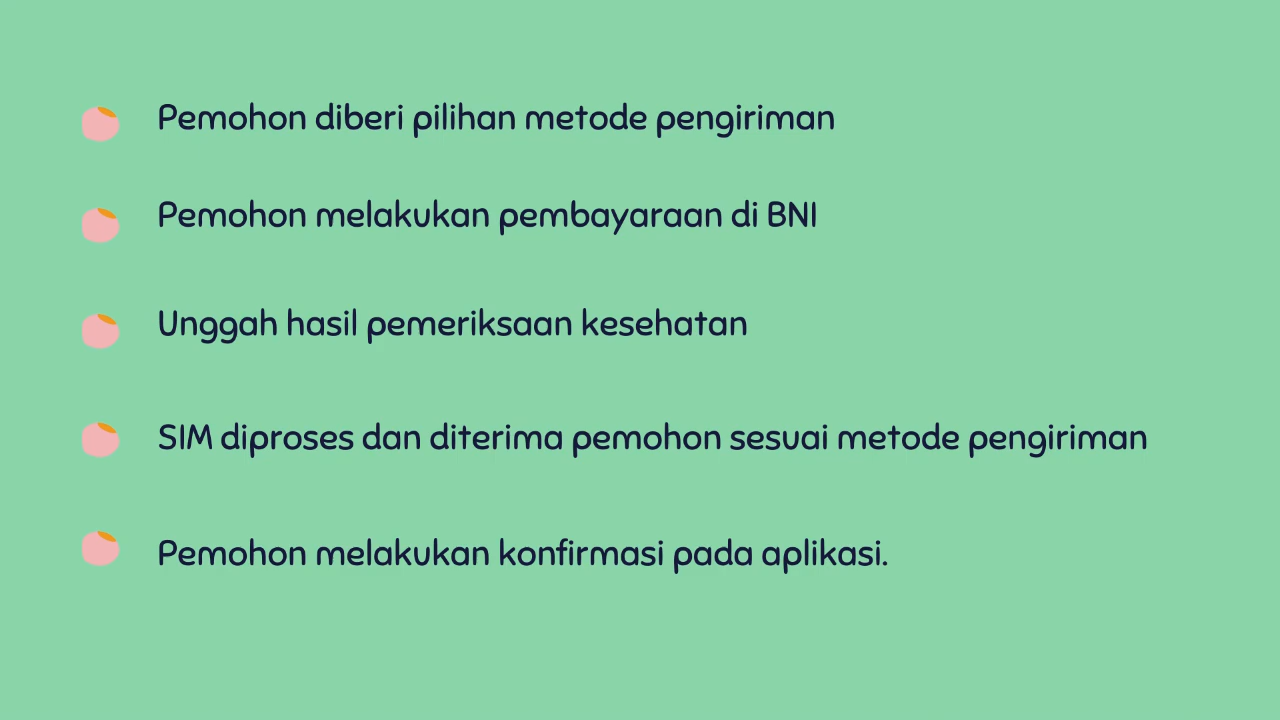 Pemohon diberi pilihan metode pengiriman
Pemohon melakukan pembayaraan di BNI
Unggah hasil pemeriksaan kesehatan
SIM diproses dan diterima pemohon sesuai metode pengiriman
Pemohon melakukan konfirmasi pada aplikasi.